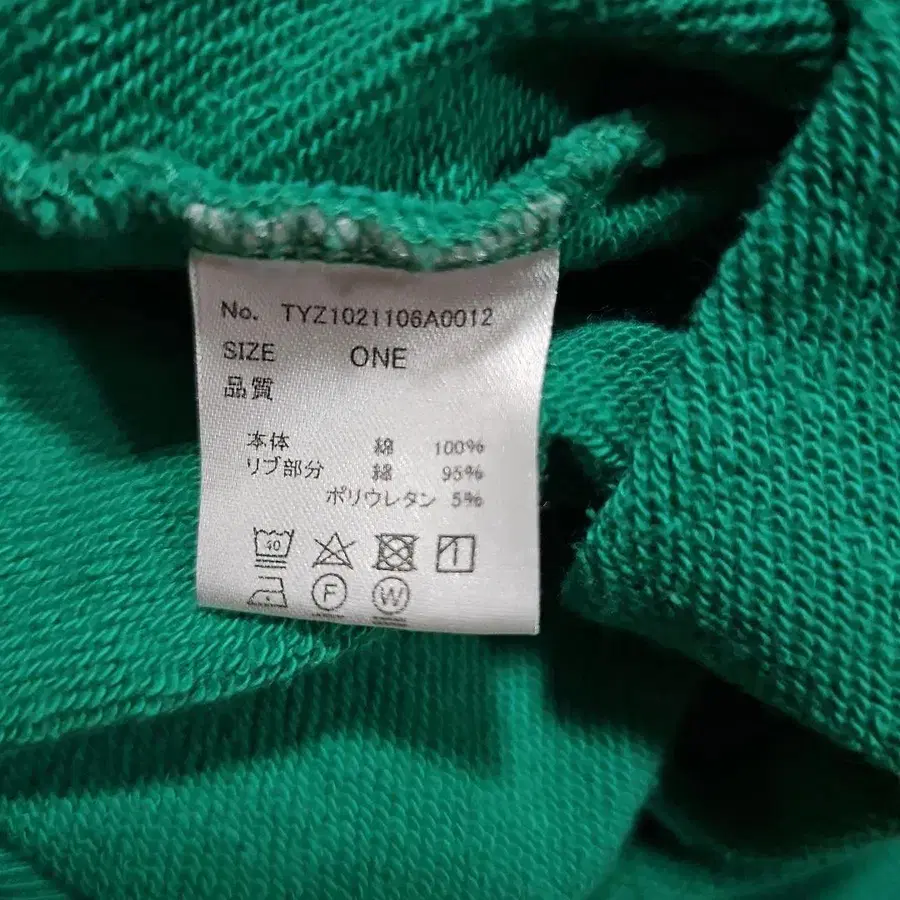 No. TYZ1021106A0012
SIZE ONE
品質
本体 綿 100%
リブ部分 綿 95%
ポリウレタン 5%
40
F W